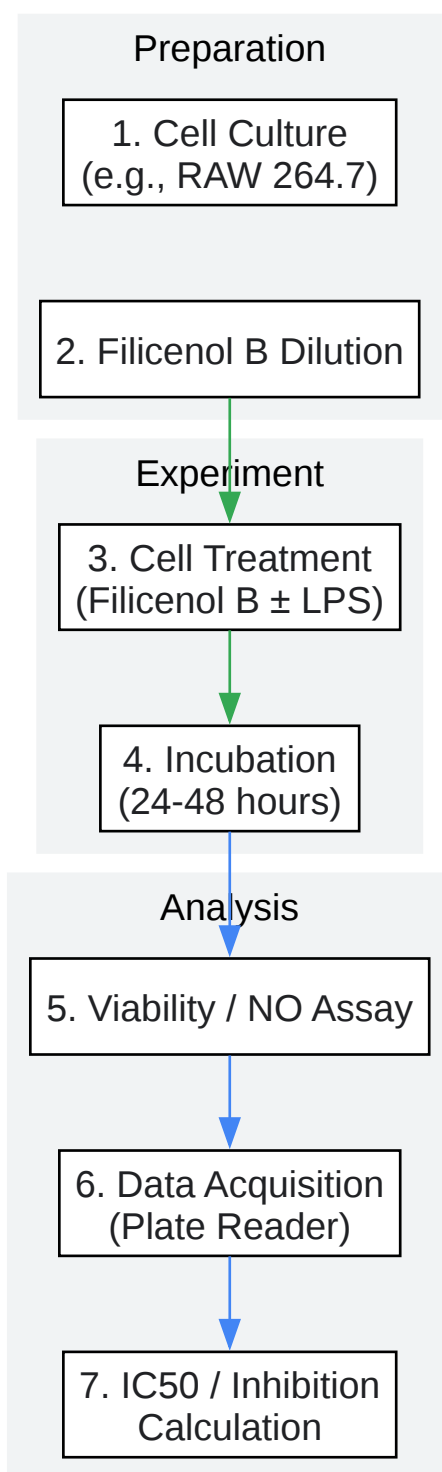 Preparation
1. Cell Culture
(e.g., RAW 264.7)
2. Filicenol B Dilution
Experiment
3. Cell Treatment
(Filicenol B ± LPS)
4. Incubation
(24-48 hours)
Analysis
5. Viability / NO Assay
6. Data Acquisition
(Plate Reader)
7. IC50 / Inhibition
Calculation